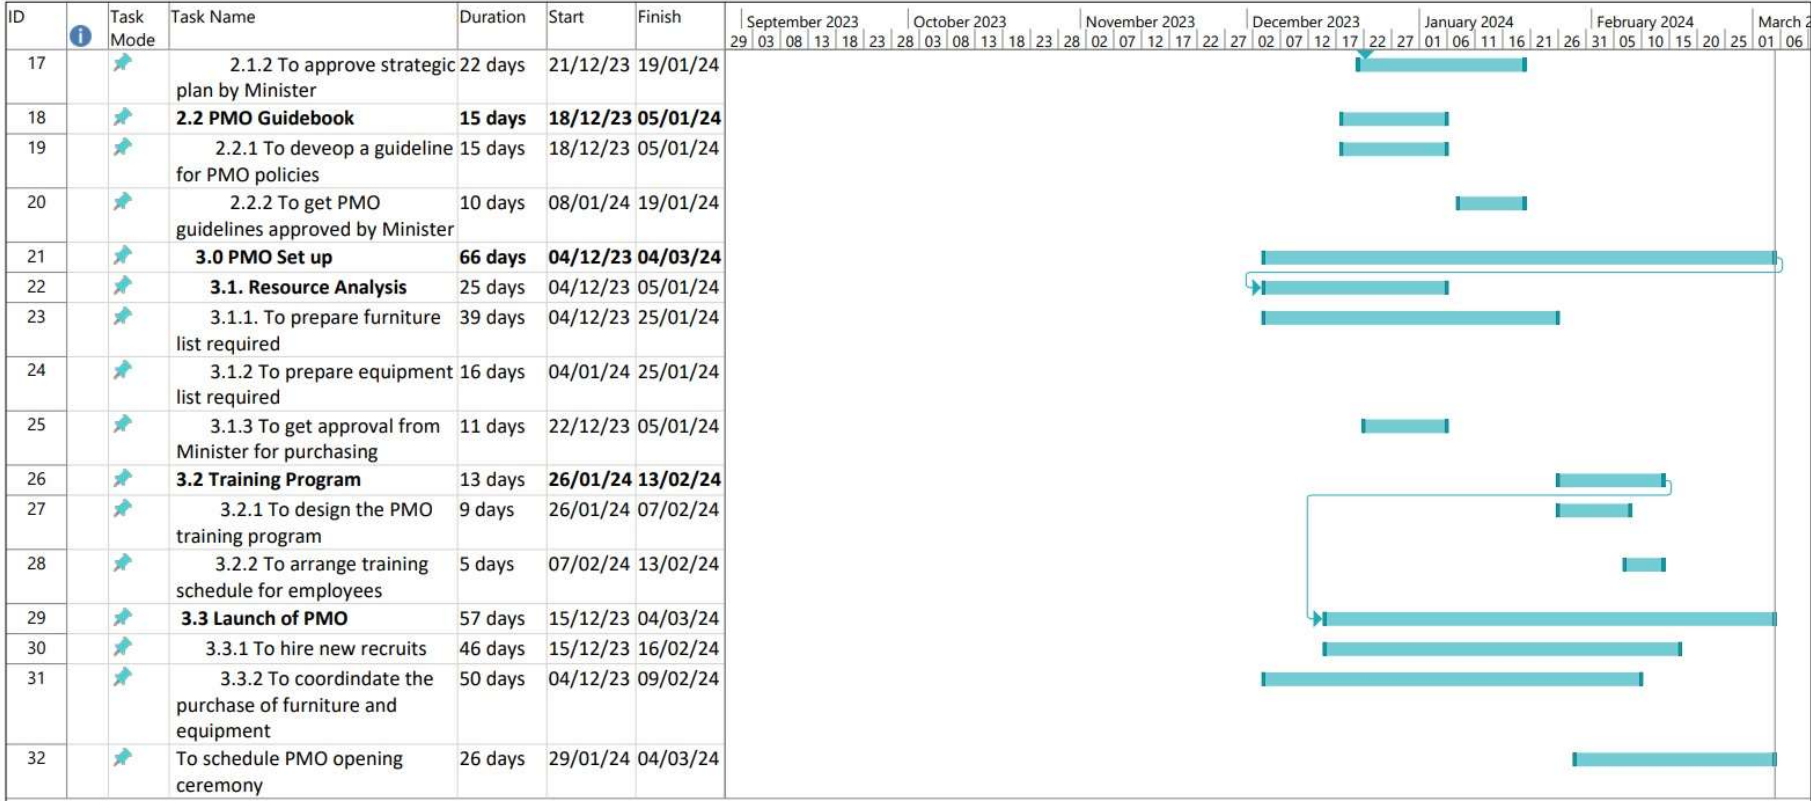 ID Task Mode Task Name Duration Start Finish
September 2023 October 2023 November 2023 December 2023 January 2024 February 2024 March 2
29 03 08 13 18 23 28 03 08 13 18 23 28 02 07 12 17 22 27 02 07 12 17 22 27 01 06 11 16 21 26 31 05 10 15 20 25 01 06
17 2.1.2 To approve strategic 22 days 21/12/23 19/01/24
plan by Minister
18 2.2 PMO Guidebook 15 days 18/12/23 05/01/24
19 2.2.1 To deveop a guideline 15 days 18/12/23 05/01/24
for PMO policies
20 2.2.2 To get PMO 10 days 08/01/24 19/01/24
guidelines approved by Minister
21 3.0 PMO Set up 66 days 04/12/23 04/03/24
22 3.1. Resource Analysis 25 days 04/12/23 05/01/24
23 3.1.1. To prepare furniture 39 days 04/12/23 25/01/24
list required
24 3.1.2 To prepare equipment 16 days 04/01/24 25/01/24
list required
25 3.1.3 To get approval from 11 days 22/12/23 05/01/24
Minister for purchasing
26 3.2 Training Program 13 days 26/01/24 13/02/24
27 3.2.1 To design the PMO 9 days 26/01/24 07/02/24
training program
28 3.2.2 To arrange training 5 days 07/02/24 13/02/24
schedule for employees
29 3.3 Launch of PMO 57 days 15/12/23 04/03/24
30 3.3.1 To hire new recruits 46 days 15/12/23 16/02/24
31 3.3.2 To coordindate the 50 days 04/12/23 09/02/24
purchase of furniture and
equipment
32 To schedule PMO opening 26 days 29/01/24 04/03/24
ceremony